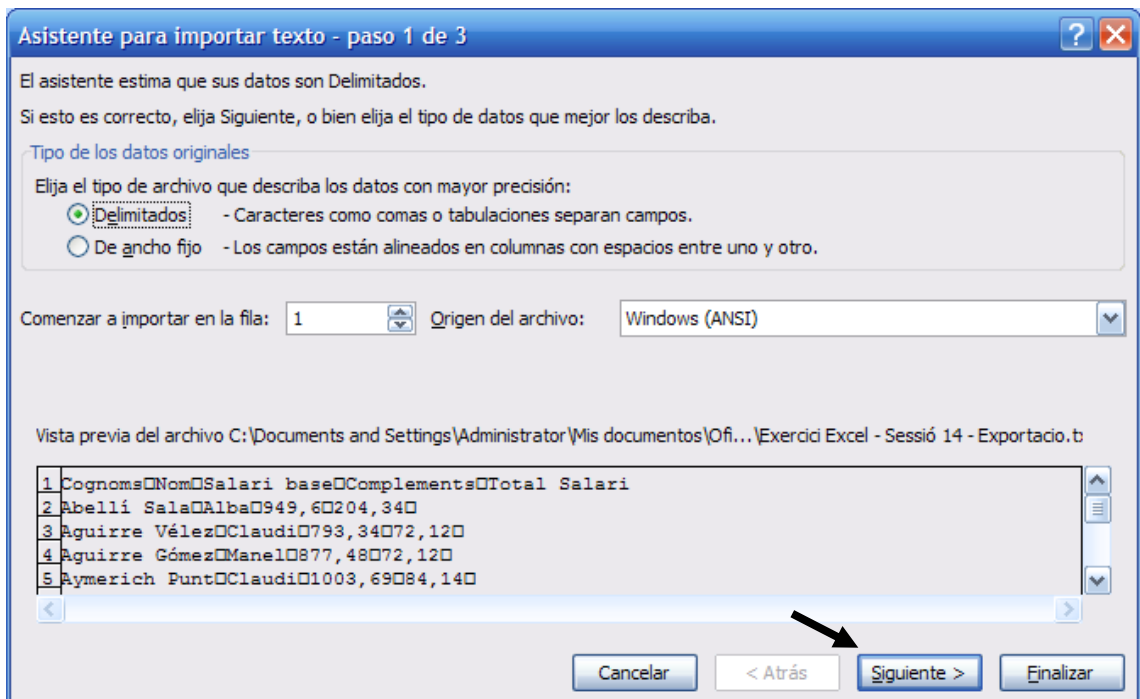 Asistente para importar texto - paso 1 de 3
El asistente estima que sus datos son Delimitados.
Si esto es correcto, elija Siguiente, o bien elija el tipo de datos que mejor los describa.
Tipo de los datos originales
Elija el tipo de archivo que describa los datos con mayor precisión:
Delimitados - Caracteres como comas o tabulaciones separan campos.
De ancho fijo - Los campos están alineados en columnas con espacios entre uno y otro.
Comenzar a importar en la fila: 1 Origen del archivo: Windows (ANSI)
Vista previa del archivo C:\Documents and Settings\Administrator\Mis documentos\Ofi...\Exercici Excel - Sessió 14 - Exportacio.t
1 Cognoms□Nom□Salari base□Complements□Total Salari
2 Abellí Sala□Alba□949,6□204,34□
3 Aguirre Vélez□Claudi□793,34□72,12□
4 Aguirre Gómez□Manel□877,48□72,12□
5 Aymerich Punt□Claudi□1003,69□84,14□
Cancelar < Atrás Siguiente > Finalizar